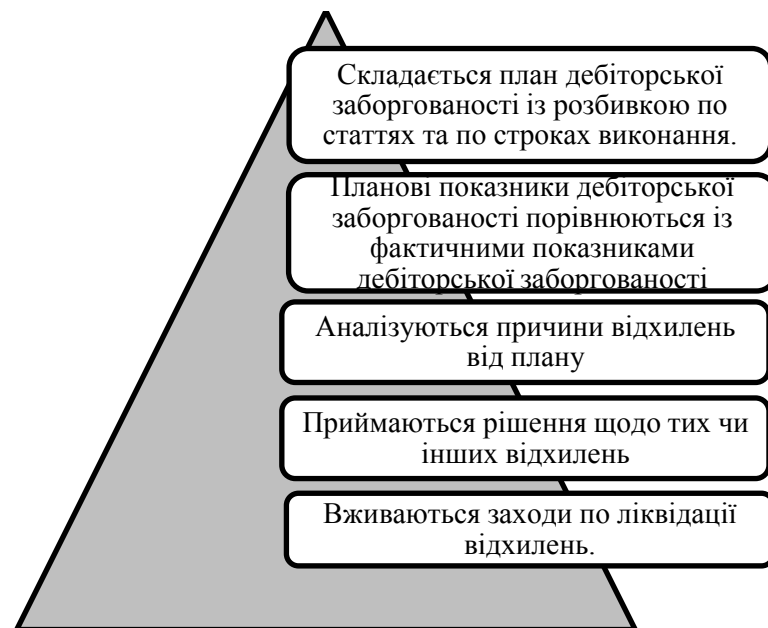 Складається план дебіторської
заборгованості із розбивкою по
статтях та по строках виконання.
Планові показники дебіторської
заборгованості порівнюються із
фактичними показниками
дебіторської заборгованості
Аналізуються причини відхилень
від плану
Приймаються рішення щодо тих чи
інших відхилень
Вживаються заходи по ліквідації
відхилень.